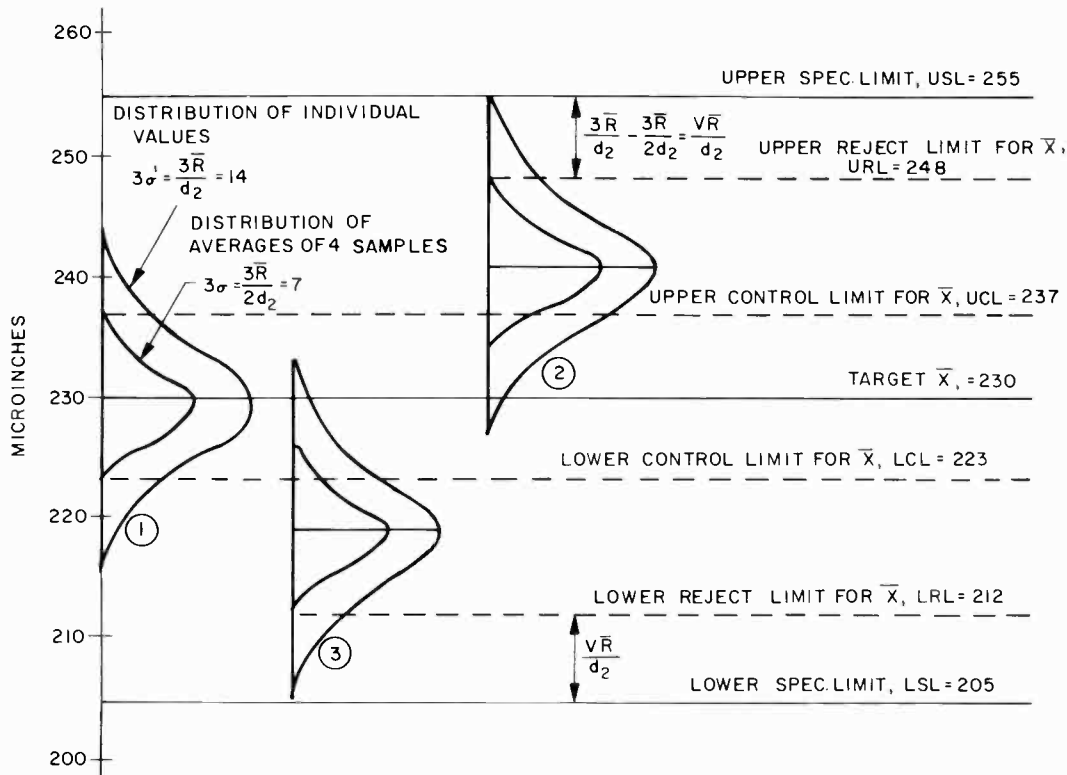 260
UPPER SPEC. LIMIT, USL = 255
DISTRIBUTION OF INDIVIDUAL
VALUES
3σ' = 3R̅/d₂ = 14
250
3R̅/d₂ - 3R̅/2d₂ = VR̅/d₂
UPPER REJECT LIMIT FOR X̅,
URL = 248
DISTRIBUTION OF
AVERAGES OF 4 SAMPLES
3σ = 3R̅/2d₂ = 7
240
UPPER CONTROL LIMIT FOR X̅, UCL = 237
2
MICROINCHES
230
TARGET X̅, = 230
LOWER CONTROL LIMIT FOR X̅, LCL = 223
220
1
LOWER REJECT LIMIT FOR X̅, LRL = 212
210
3
VR̅/d₂
LOWER SPEC. LIMIT, LSL = 205
200